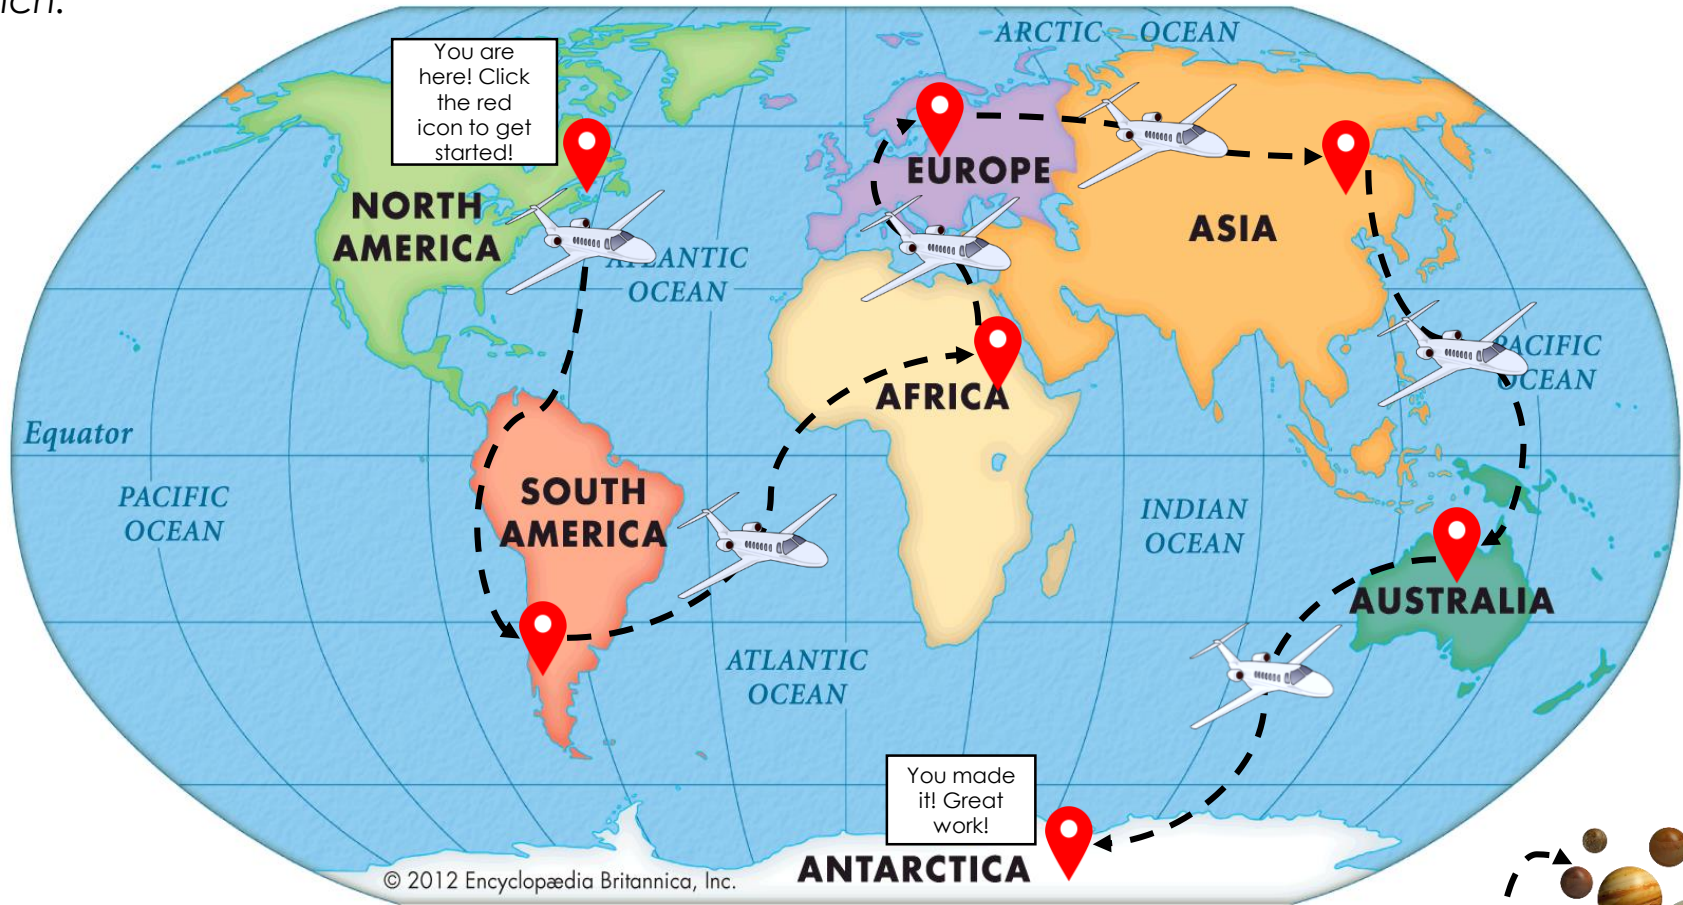 You are
here! Click
the red
icon to get
started!
ARCTIC OCEAN
NORTH
AMERICA
EUROPE
ASIA
ATLANTIC
OCEAN
PACIFIC
OCEAN
AFRICA
Equator
PACIFIC
OCEAN
SOUTH
AMERICA
INDIAN
OCEAN
AUSTRALIA
ATLANTIC
OCEAN
You made
it! Great
work!
ANTARCTICA
© 2012 Encyclopædia Britannica, Inc.